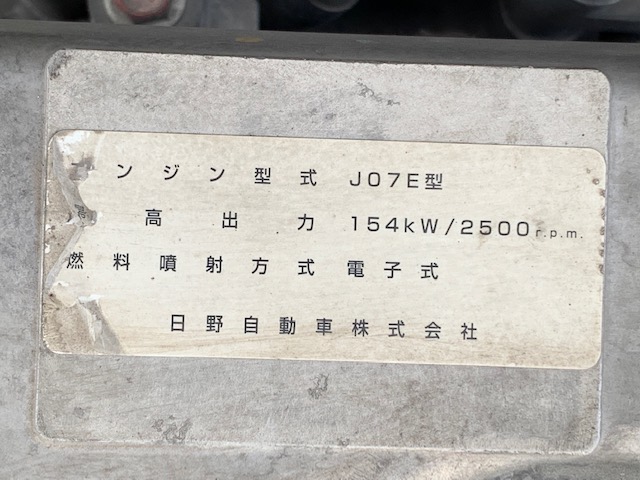 ンジン型式 J07E型
高出力 154kW/2500r.p.m.
燃料噴射方式 電子式
日野自動車株式会社